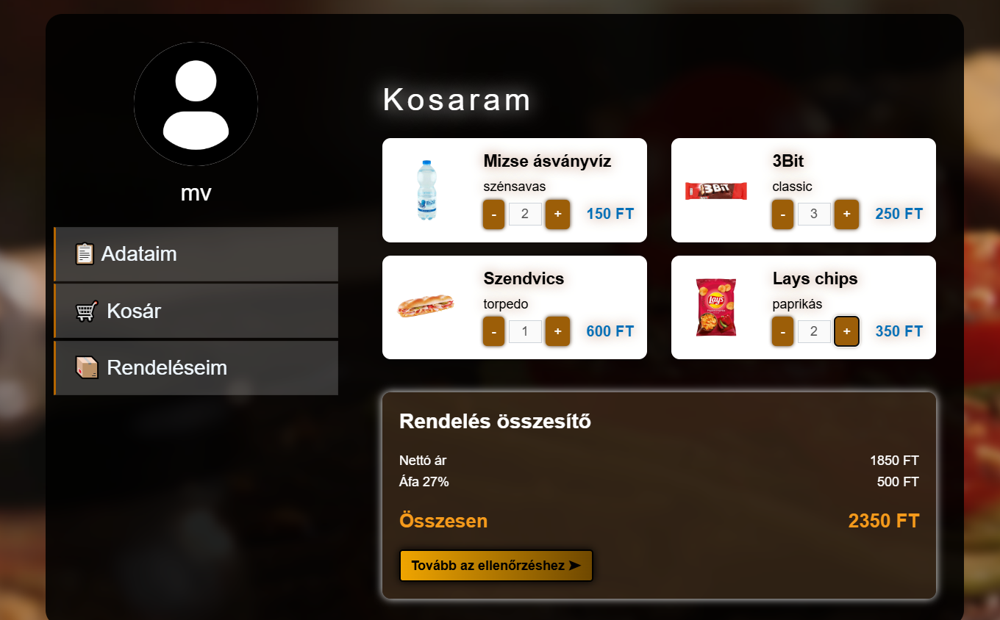 Kosaram
mv
Adataim
Kosár
Rendeléseim
Mizse ásványvíz
szénsavas
- 2 + 150 FT
3BiT
3Bit
classic
- 3 + 250 FT
Szendvics
torpedo
- 1 + 600 FT
Lay's
Lays chips
paprikás
- 2 + 350 FT
Rendelés összesítő
Nettó ár 1850 FT
Áfa 27% 500 FT
Összesen 2350 FT
Tovább az ellenőrzéshez ➤